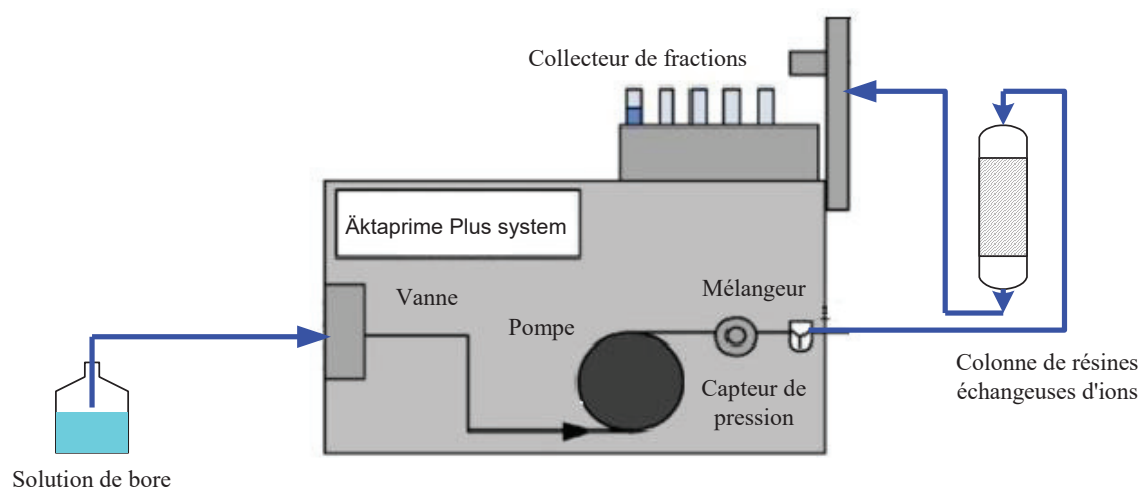 Collecteur de fractions
Äktaprime Plus system
Vanne
Mélangeur
Pompe
Capteur de
pression
Colonne de résines
échangeuses d'ions
Solution de bore